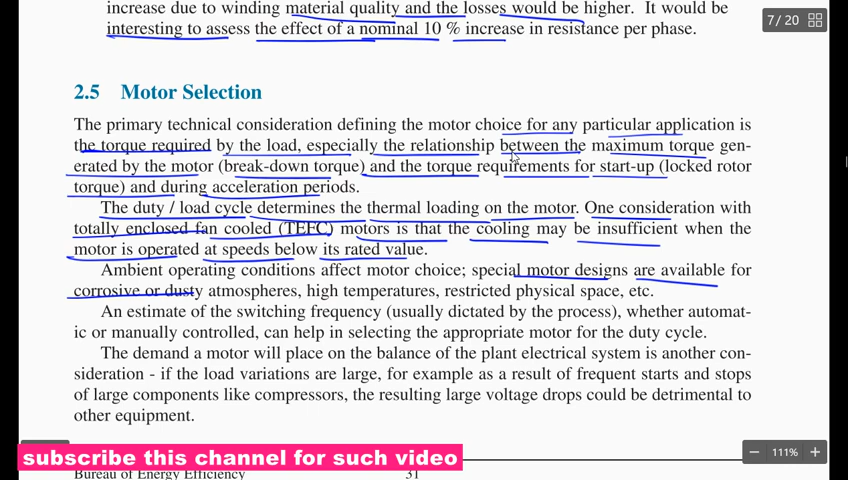 increase due to winding material quality and the losses would be higher. It would be
interesting to assess the effect of a nominal 10 % increase in resistance per phase.
7 / 20
2.5 Motor Selection
The primary technical consideration defining the motor choice for any particular application is
the torque required by the load, especially the relationship between the maximum torque gen-
erated by the motor (break-down torque) and the torque requirements for start-up (locked rotor
torque) and during acceleration periods.
The duty / load cycle determines the thermal loading on the motor. One consideration with
totally enclosed fan cooled (TEFC) motors is that the cooling may be insufficient when the
motor is operated at speeds below its rated value.
Ambient operating conditions affect motor choice; special motor designs are available for
corrosive or dusty atmospheres, high temperatures, restricted physical space, etc.
An estimate of the switching frequency (usually dictated by the process), whether automat-
ic or manually controlled, can help in selecting the appropriate motor for the duty cycle.
The demand a motor will place on the balance of the plant electrical system is another con-
sideration - if the load variations are large, for example as a result of frequent starts and stops
of large components like compressors, the resulting large voltage drops could be detrimental to
other equipment.
— 111% +
subscribe this channel for such video
Bureau of Energy Efficiency 31